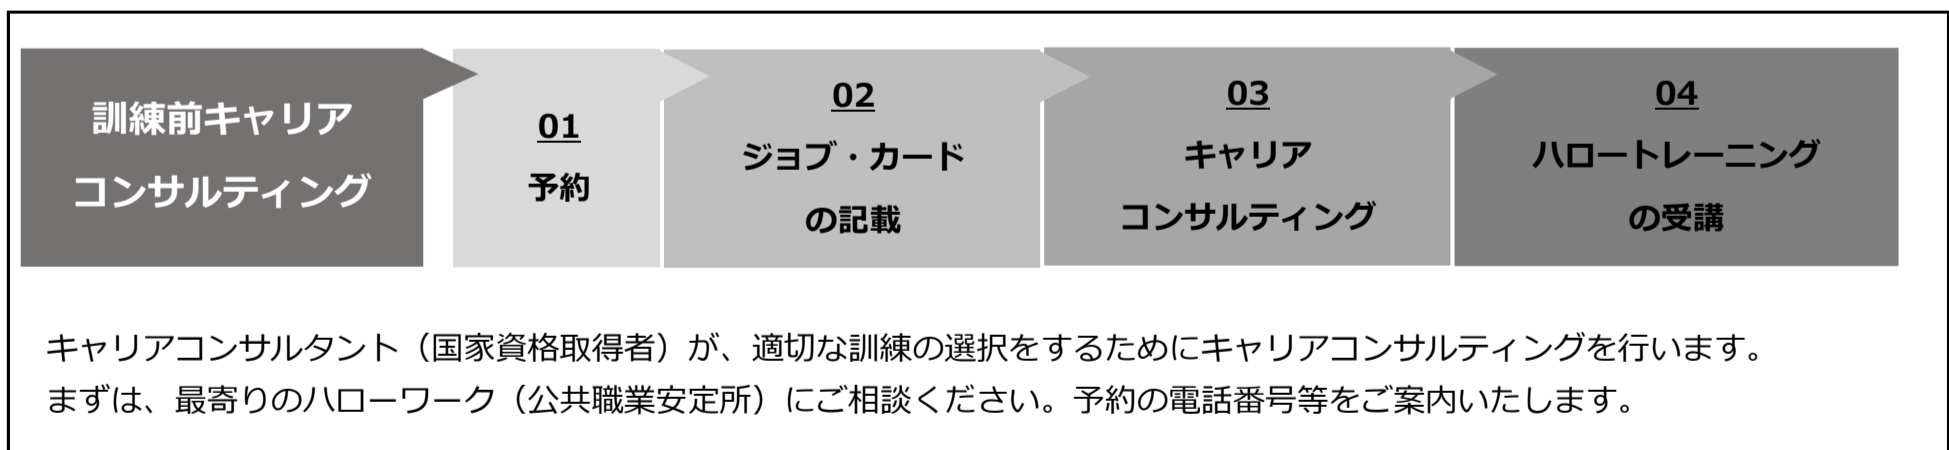 訓練前キャリア
コンサルティング
01
予約
02
ジョブ・カード
の記載
03
キャリア
コンサルティング
04
ハロートレーニング
の受講
キャリアコンサルタント（国家資格取得者）が、適切な訓練の選択をするためにキャリアコンサルティングを行います。
まずは、最寄りのハローワーク（公共職業安定所）にご相談ください。予約の電話番号等をご案内いたします。